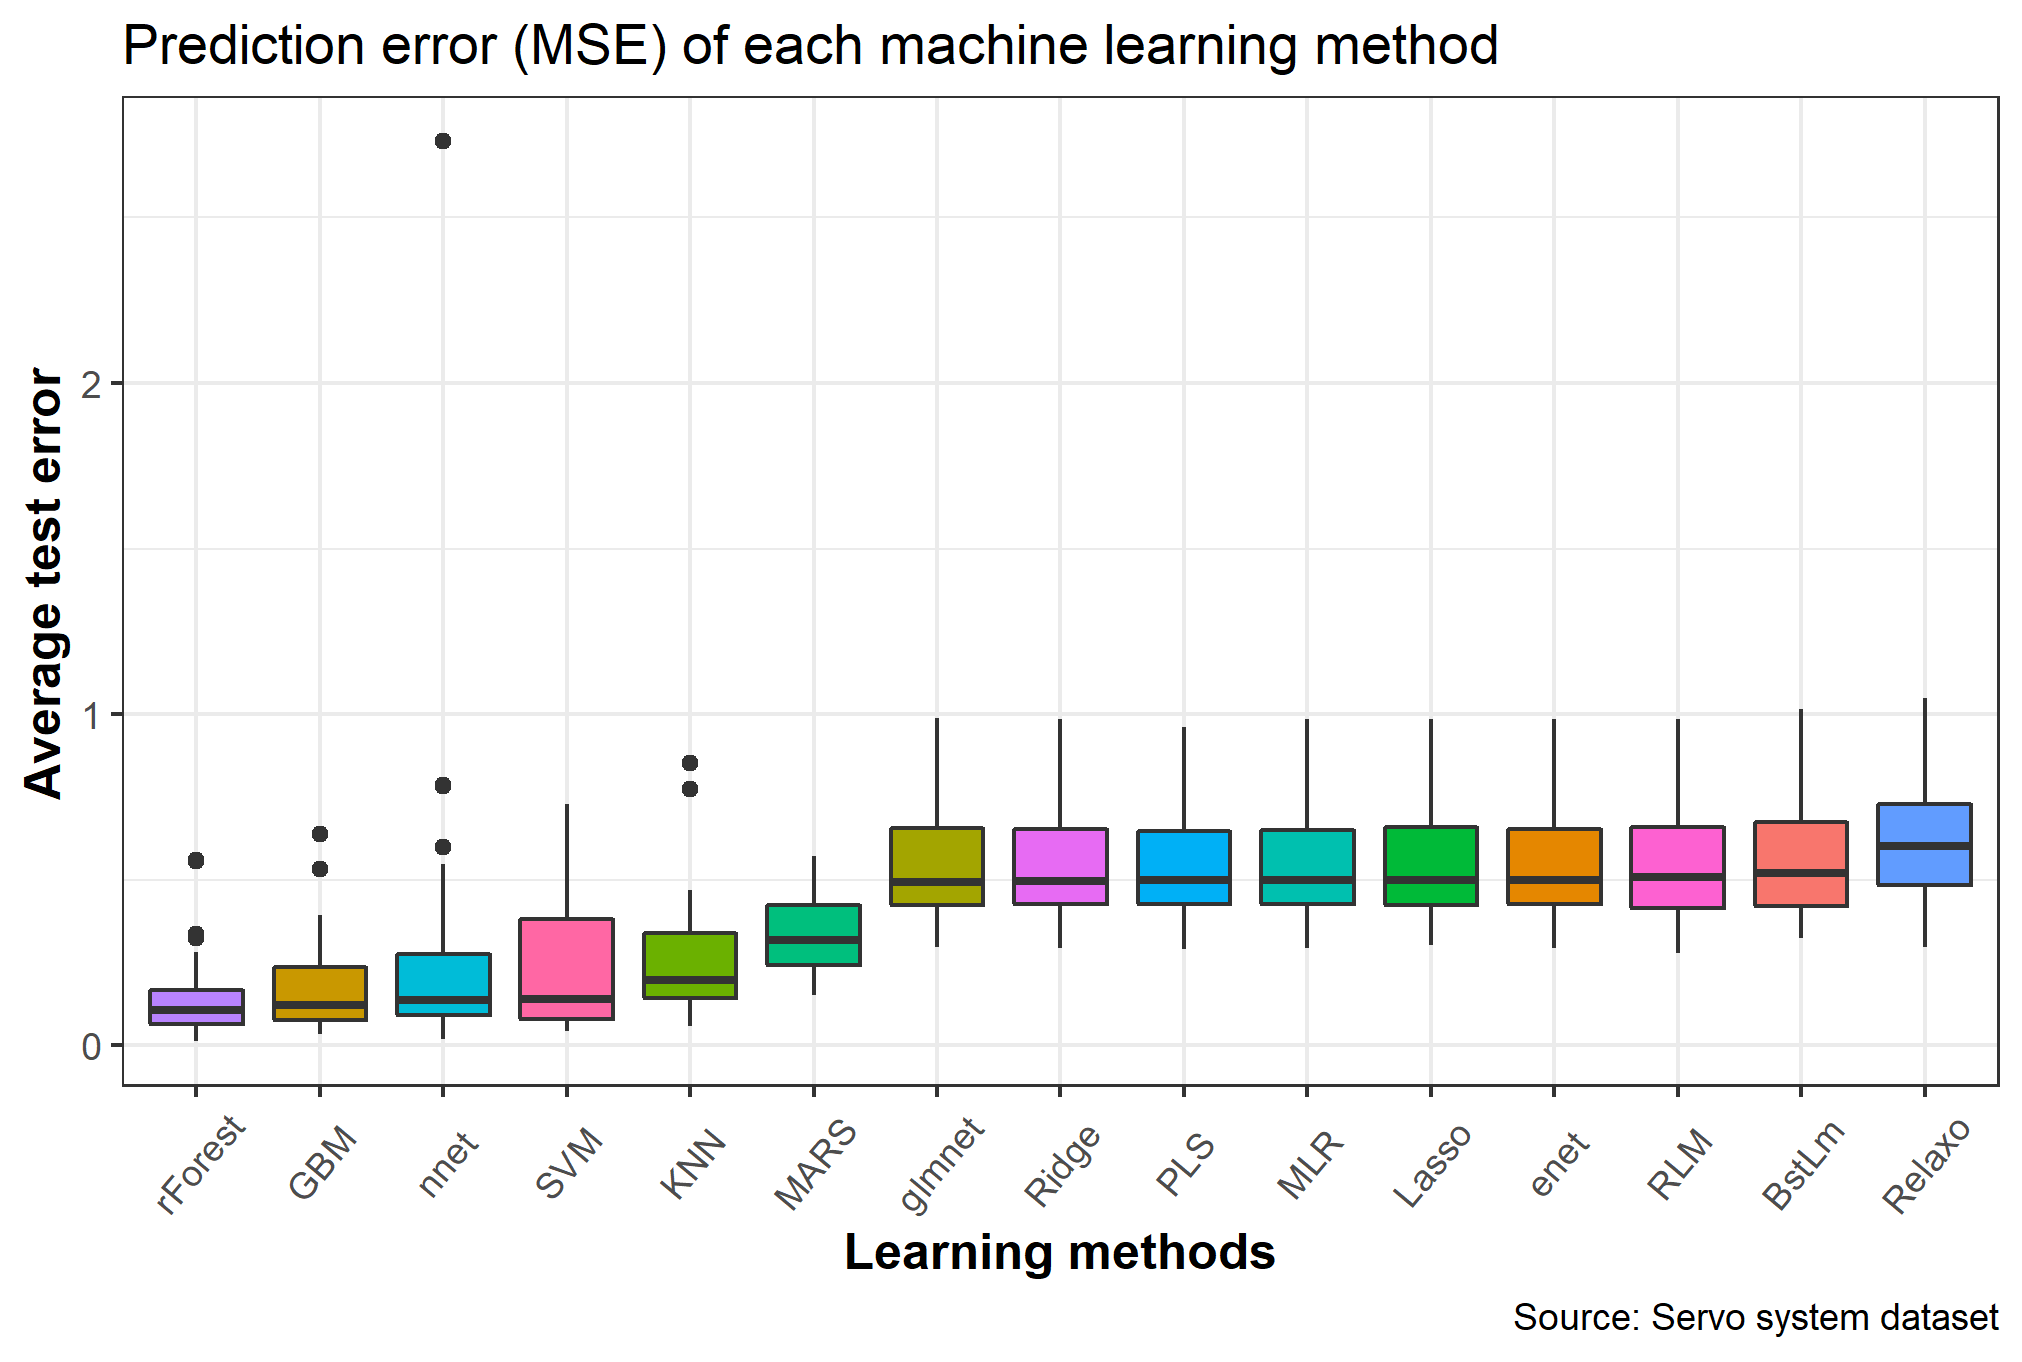 Prediction error (MSE) of each machine learning method
Average test error
2
1
0
rForest
GBM
nnet
SVM
KNN
MARS
glmnet
Ridge
PLS
MLR
Lasso
enet
RLM
BstLm
Relaxo
Learning methods
Source: Servo system dataset